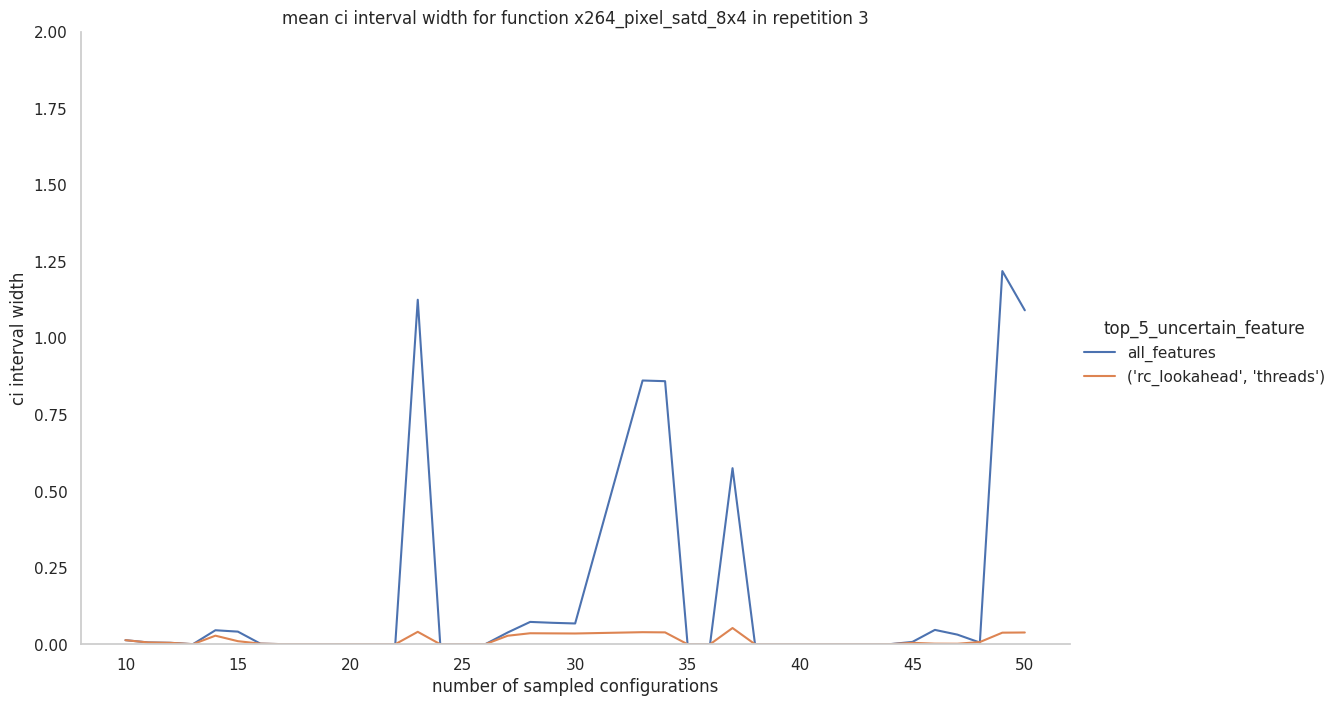 mean ci interval width for function x264_pixel_satd_8x4 in repetition 3
2.00
1.75
1.50
1.25
1.00
0.75
0.50
0.25
0.00
ci interval width
10 15 20 25 30 35 40 45 50
number of sampled configurations
top_5_uncertain_feature
all_features
('rc_lookahead', 'threads')